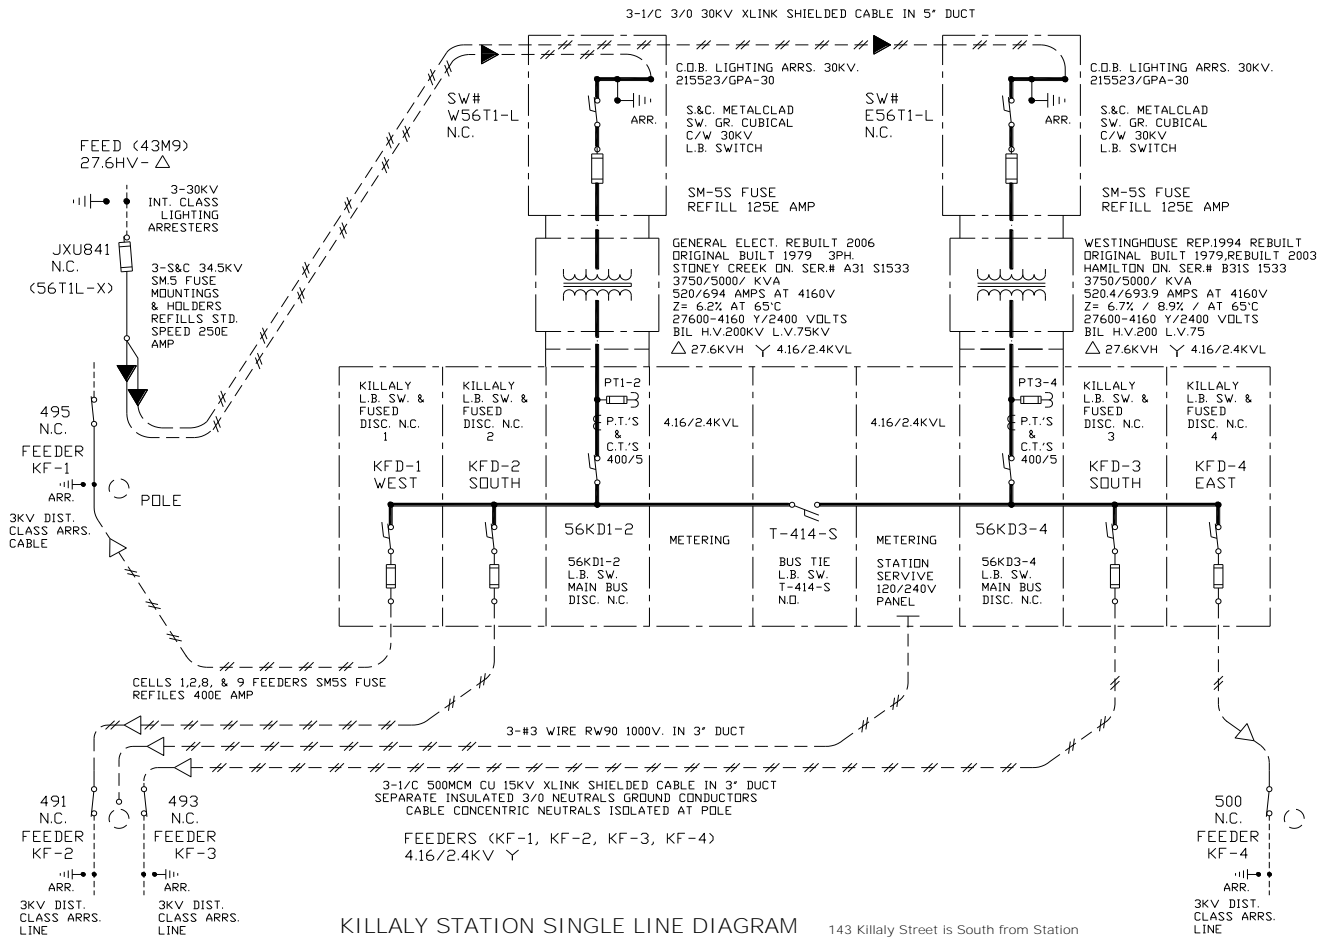 3-1/C 3/0 30KV XLINK SHIELDED CABLE IN 5" DUCT
FEED (43M9)
27.6HV- △
3-30KV
INT. CLASS
LIGHTING
ARRESTERS
JXU841
N.C.
(56T1L-X)
3-S&C 34.5KV
SM.5 FUSE
MOUNTINGS
& HOLDERS
REFILLS STD.
SPEED 250E
AMP
SW#
W56T1-L
N.C.
ARR.
C.O.B. LIGHTING ARRS. 30KV.
215523/GPA-30
S&C. METALCLAD
SW. GR. CUBICAL
C/W 30KV
L.B. SWITCH
SM-5S FUSE
REFILL 125E AMP
GENERAL ELECT. REBUILT 2006
ORIGINAL BUILT 1979 3PH.
STONEY CREEK ON. SER.# A31 S1533
3750/5000/ KVA
520/694 AMPS AT 4160V
Z= 6.2% AT 65°C
27600-4160 Y/2400 VOLTS
BIL H.V.200KV L.V.75KV
△ 27.6KVH Y 4.16/2.4KVL
SW#
E56T1-L
N.C.
ARR.
C.O.B. LIGHTING ARRS. 30KV.
215523/GPA-30
S&C. METALCLAD
SW. GR. CUBICAL
C/W 30KV
L.B. SWITCH
SM-5S FUSE
REFILL 125E AMP
WESTINGHOUSE REP.1994 REBUILT
ORIGINAL BUILT 1979,REBUILT 2003
HAMILTON ON. SER.# B31S 1533
3750/5000/ KVA
520.4/693.9 AMPS AT 4160V
Z= 6.7% / 8.9% / AT 65°C
27600-4160 Y/2400 VOLTS
BIL H.V.200 L.V.75
△ 27.6KVH Y 4.16/2.4KVL
495
N.C.
FEEDER
KF-1
ARR.
POLE
3KV DIST.
CLASS ARRS.
CABLE
KILLALY
L.B. SW. &
FUSED
DISC. N.C.
1
KFD-1
WEST
KILLALY
L.B. SW. &
FUSED
DISC. N.C.
2
KFD-2
SOUTH
PT1-2
P.T.'S
&
C.T.'S
400/5
56KD1-2
56KD1-2
L.B. SW.
MAIN BUS
DISC. N.C.
4.16/2.4KVL
METERING
T-414-S
BUS TIE
L.B. SW.
T-414-S
N.O.
4.16/2.4KVL
METERING
STATION
SERVIVE
120/240V
PANEL
PT3-4
P.T.'S
&
C.T.'S
400/5
56KD3-4
56KD3-4
L.B. SW.
MAIN BUS
DISC. N.C.
KILLALY
L.B. SW. &
FUSED
DISC. N.C.
3
KFD-3
SOUTH
KILLALY
L.B. SW. &
FUSED
DISC. N.C.
4
KFD-4
EAST
CELLS 1,2,8, & 9 FEEDERS SM5S FUSE
REFILES 400E AMP
3-#3 WIRE RW90 1000V. IN 3" DUCT
3-1/C 500MCM CU 15KV XLINK SHIELDED CABLE IN 3" DUCT
SEPARATE INSULATED 3/0 NEUTRALS GROUND CONDUCTORS
CABLE CONCENTRIC NEUTRALS ISOLATED AT POLE
FEEDERS (KF-1, KF-2, KF-3, KF-4)
4.16/2.4KV Y
491
N.C.
FEEDER
KF-2
ARR.
3KV DIST.
CLASS ARRS.
LINE
493
N.C.
FEEDER
KF-3
ARR.
3KV DIST.
CLASS ARRS.
LINE
500
N.C.
FEEDER
KF-4
ARR.
3KV DIST.
CLASS ARRS.
LINE
KILLALY STATION SINGLE LINE DIAGRAM
143 Killaly Street is South from Station